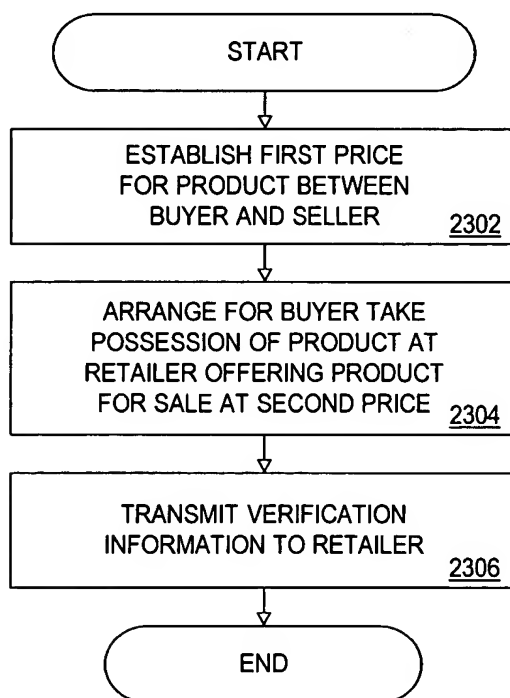 START
ESTABLISH FIRST PRICE
FOR PRODUCT BETWEEN
BUYER AND SELLER
2302
ARRANGE FOR BUYER TAKE
POSSESSION OF PRODUCT AT
RETAILER OFFERING PRODUCT
FOR SALE AT SECOND PRICE
2304
TRANSMIT VERIFICATION
INFORMATION TO RETAILER
2306
END